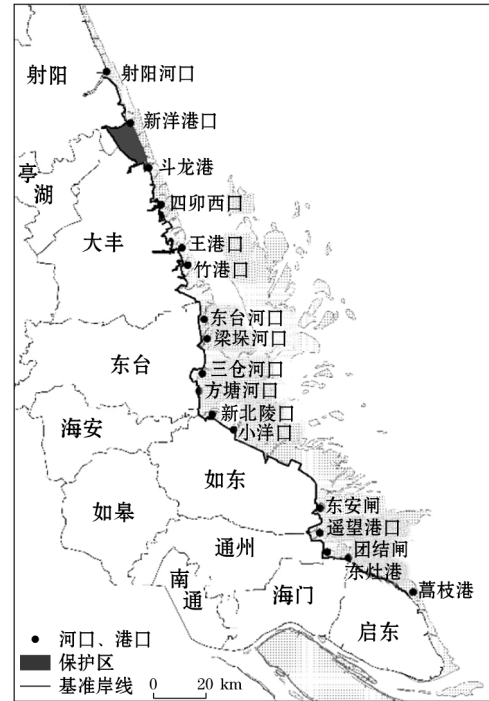 射阳
射阳河口
新洋港口
斗龙港
亭湖
四卯酉口
大丰
王港口
竹港口
东台河口
梁垛河口
东台
三仓河口
方塘河口
新北陵口
海安
小洋口
如东
如皋
东安闸
遥望港口
通州
团结闸
东灶港
南通
海门
蒿枝港
启东
河口、港口
保护区
基准岸线
0 20 km